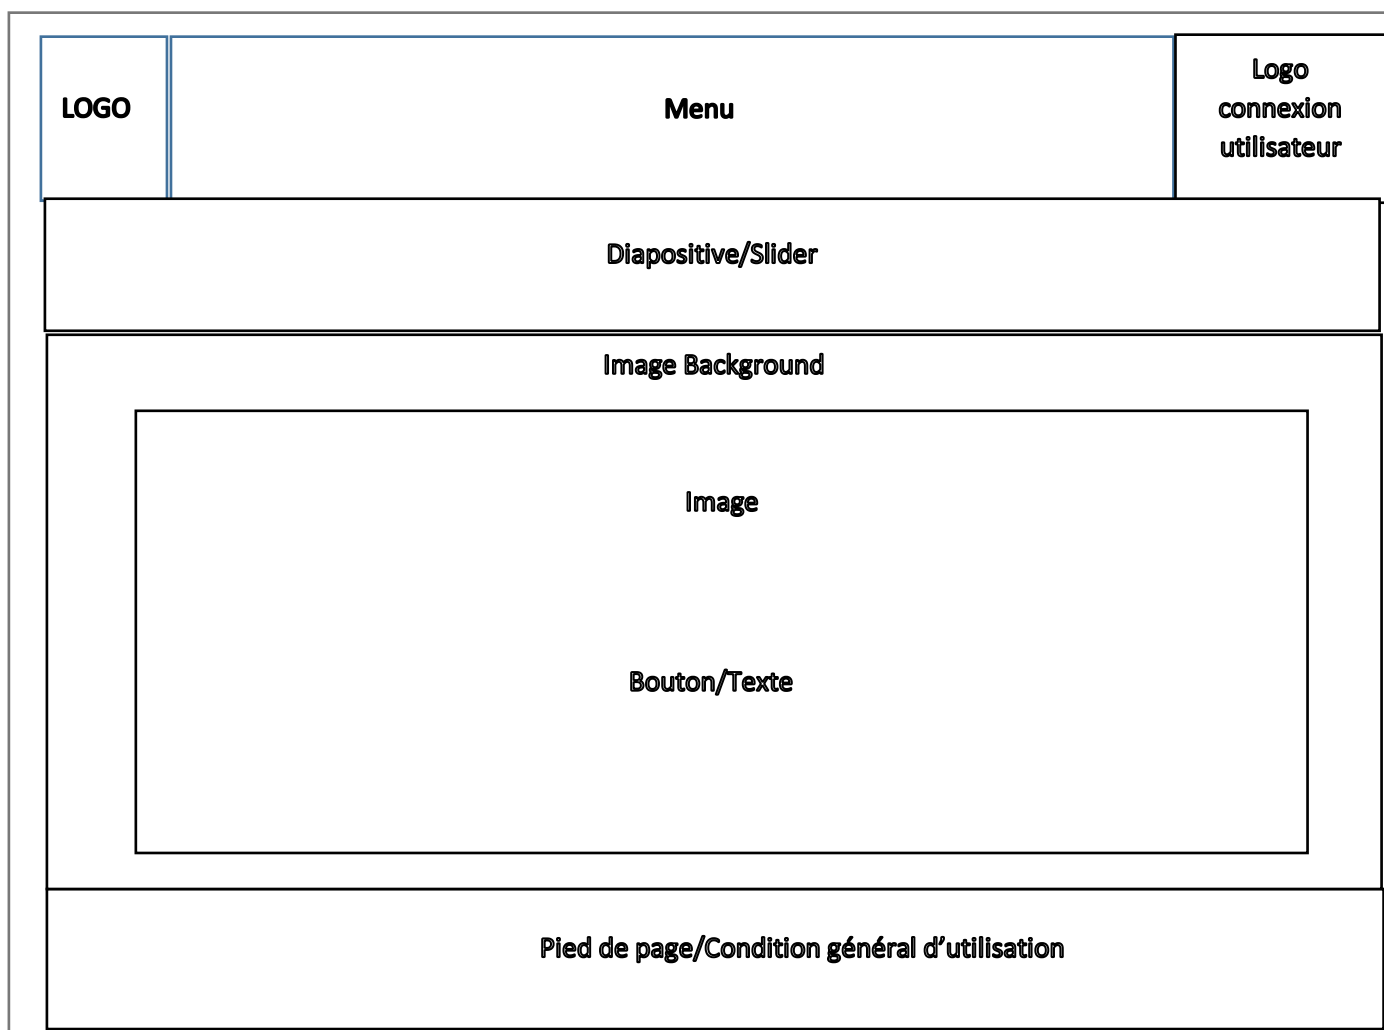 LOGO
Menu
Logo
connexion
utilisateur
Diapositive/Slider
Image Background
Image
Bouton/Texte
Pied de page/Condition général d’utilisation